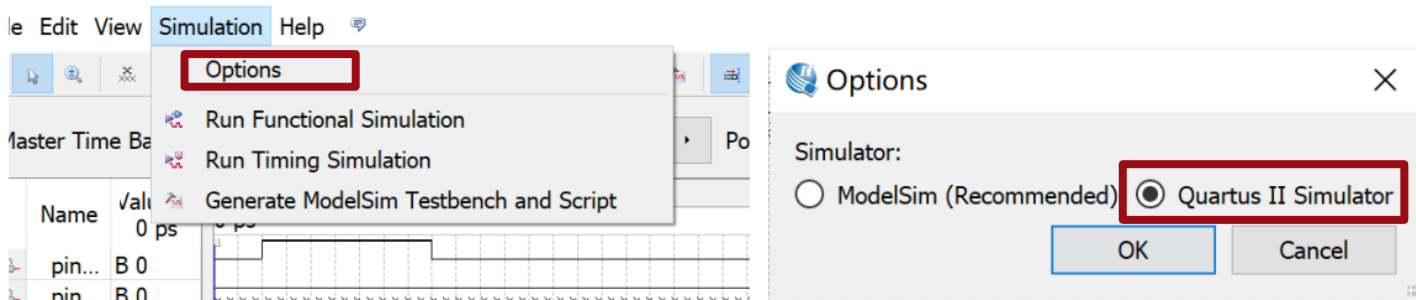 le Edit View Simulation Help
Options
Run Functional Simulation
Run Timing Simulation
Generate ModelSim Testbench and Script
Master Time Ba
Po
Name
Valu
0 ps
0 ps
pin... B 0
pin B 0
Options
Simulator:
ModelSim (Recommended) Quartus II Simulator
OK Cancel